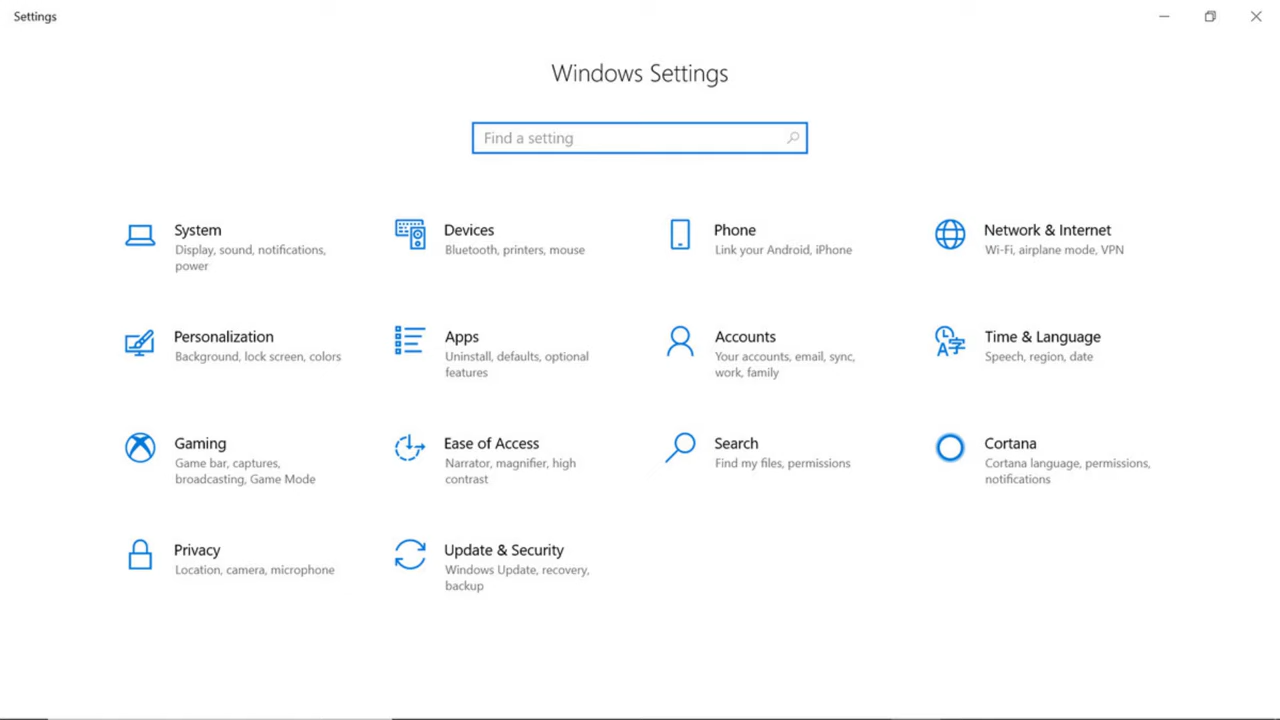 Settings
Windows Settings
Find a setting
System
Display, sound, notifications,
power
Devices
Bluetooth, printers, mouse
Phone
Link your Android, iPhone
Network & Internet
Wi-Fi, airplane mode, VPN
Personalization
Background, lock screen, colors
Apps
Uninstall, defaults, optional
features
Accounts
Your accounts, email, sync,
work, family
Time & Language
Speech, region, date
Gaming
Game bar, captures,
broadcasting, Game Mode
Ease of Access
Narrator, magnifier, high
contrast
Search
Find my files, permissions
Cortana
Cortana language, permissions,
notifications
Privacy
Location, camera, microphone
Update & Security
Windows Update, recovery,
backup